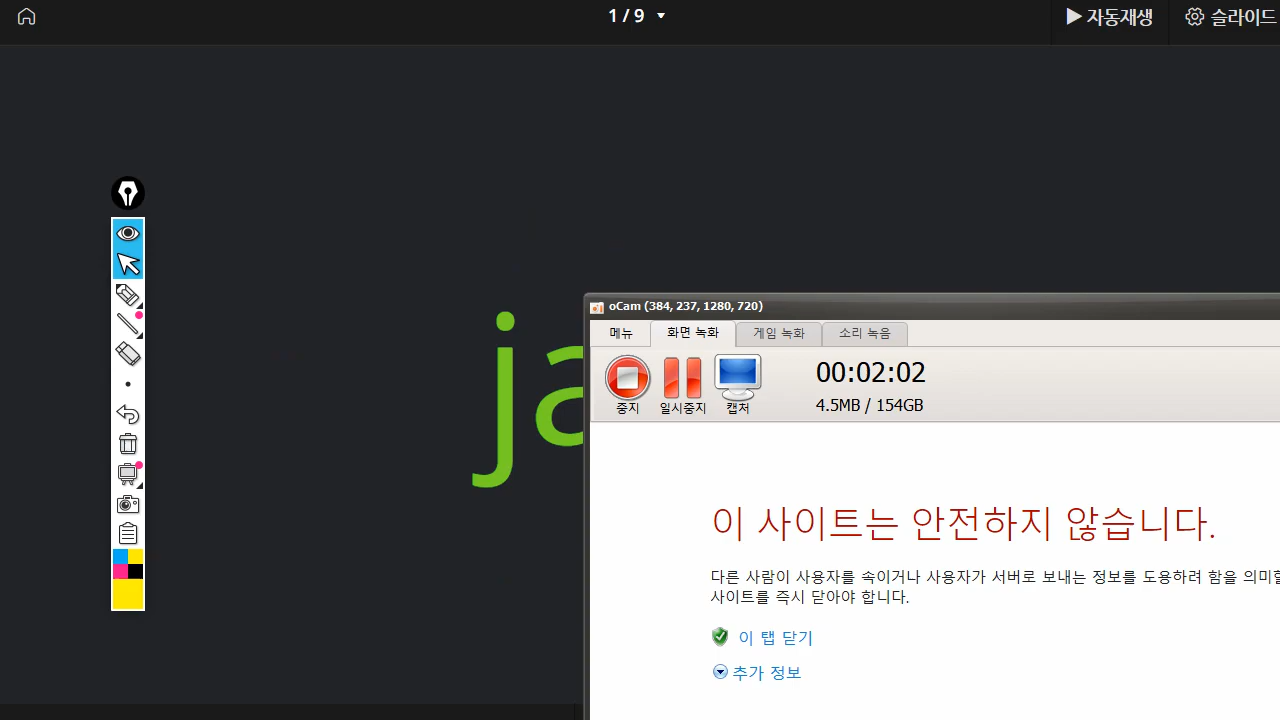 1 / 9
▶ 자동재생
슬라이드
ja
oCam (384, 237, 1280, 720)
메뉴 화면 녹화 게임 녹화 소리 녹음
00:02:02
중지 일시중지 캡처
4.5MB / 154GB
이 사이트는 안전하지 않습니다.
다른 사람이 사용자를 속이거나 사용자가 서버로 보내는 정보를 도용하려 함을 의미할
사이트를 즉시 닫아야 합니다.
이 탭 닫기
추가 정보